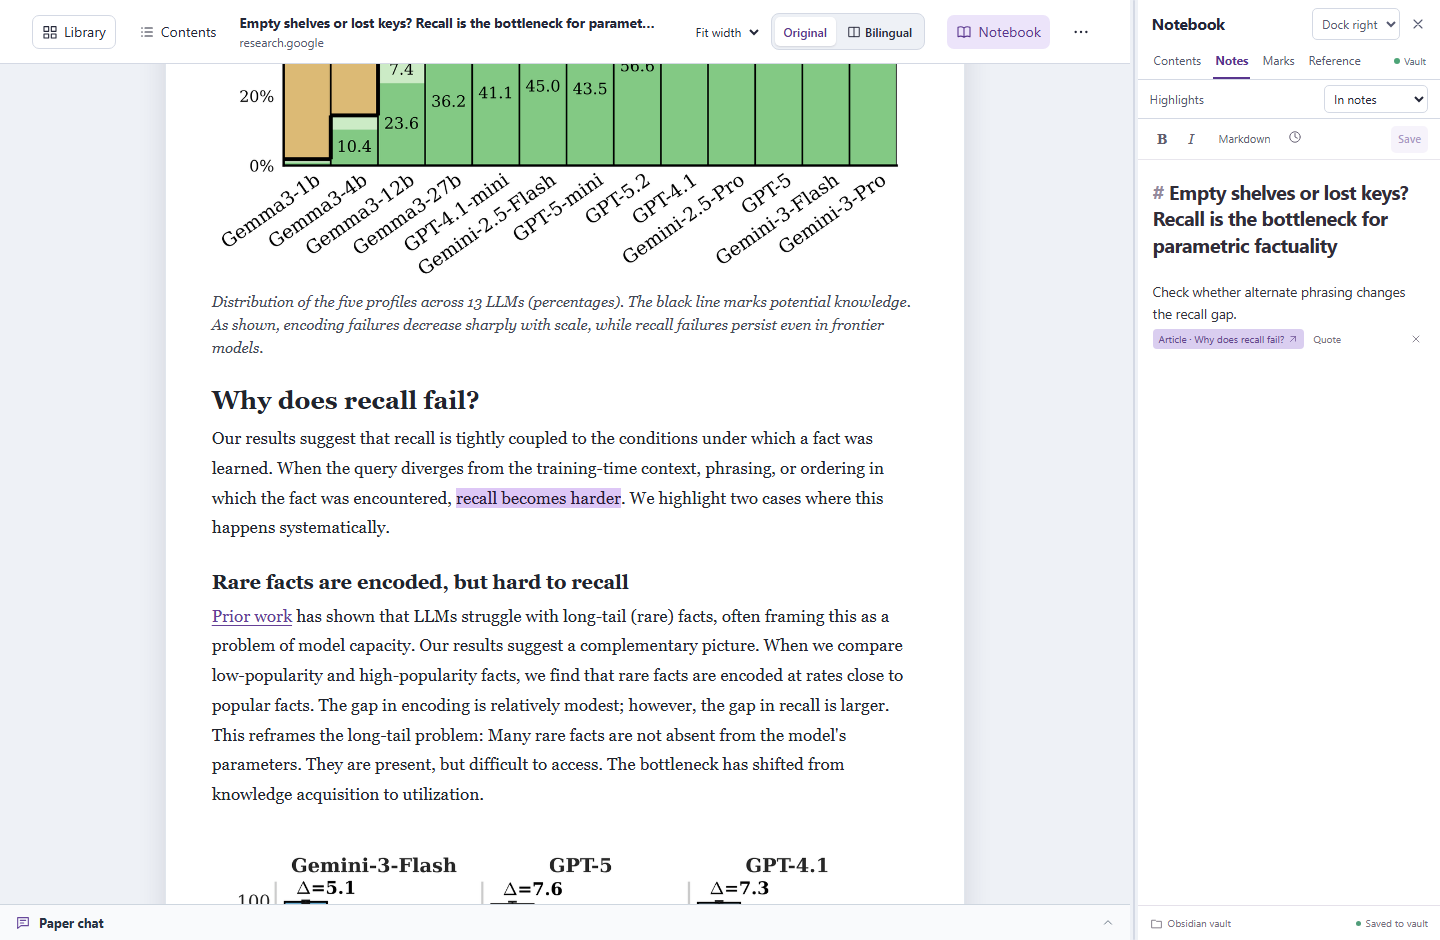 Library
Contents
Empty shelves or lost keys? Recall is the bottleneck for paramet...
research.google
Fit width
Original
Bilingual
Notebook
7.4
56.6
20%
36.2
41.1
45.0
43.5
23.6
10.4
0%
Gemma3-1b
Gemma3-4b
Gemma3-12b
Gemma3-27b
GPT-4.1-mini
Gemini-2.5-Flash
GPT-5-mini
GPT-5.2
GPT-4.1
Gemini-2.5-Pro
GPT-5
Gemini-3-Flash
Gemini-3-Pro
Distribution of the five profiles across 13 LLMs (percentages). The black line marks potential knowledge.
As shown, encoding failures decrease sharply with scale, while recall failures persist even in frontier
models.
Why does recall fail?
Our results suggest that recall is tightly coupled to the conditions under which a fact was
learned. When the query diverges from the training-time context, phrasing, or ordering in
which the fact was encountered, recall becomes harder. We highlight two cases where this
happens systematically.
Rare facts are encoded, but hard to recall
Prior work has shown that LLMs struggle with long-tail (rare) facts, often framing this as a
problem of model capacity. Our results suggest a complementary picture. When we compare
low-popularity and high-popularity facts, we find that rare facts are encoded at rates close to
popular facts. The gap in encoding is relatively modest; however, the gap in recall is larger.
This reframes the long-tail problem: Many rare facts are not absent from the model's
parameters. They are present, but difficult to access. The bottleneck has shifted from
knowledge acquisition to utilization.
Gemini-3-Flash
GPT-5
GPT-4.1
Δ=5.1
Δ=7.6
Δ=7.3
100
Paper chat
Notebook
Dock right
Contents
Notes
Marks
Reference
Vault
Highlights
In notes
B
I
Markdown
Save
# Empty shelves or lost keys?
Recall is the bottleneck for
parametric factuality
Check whether alternate phrasing changes
the recall gap.
Article · Why does recall fail? ↗
Quote
Obsidian vault
Saved to vault